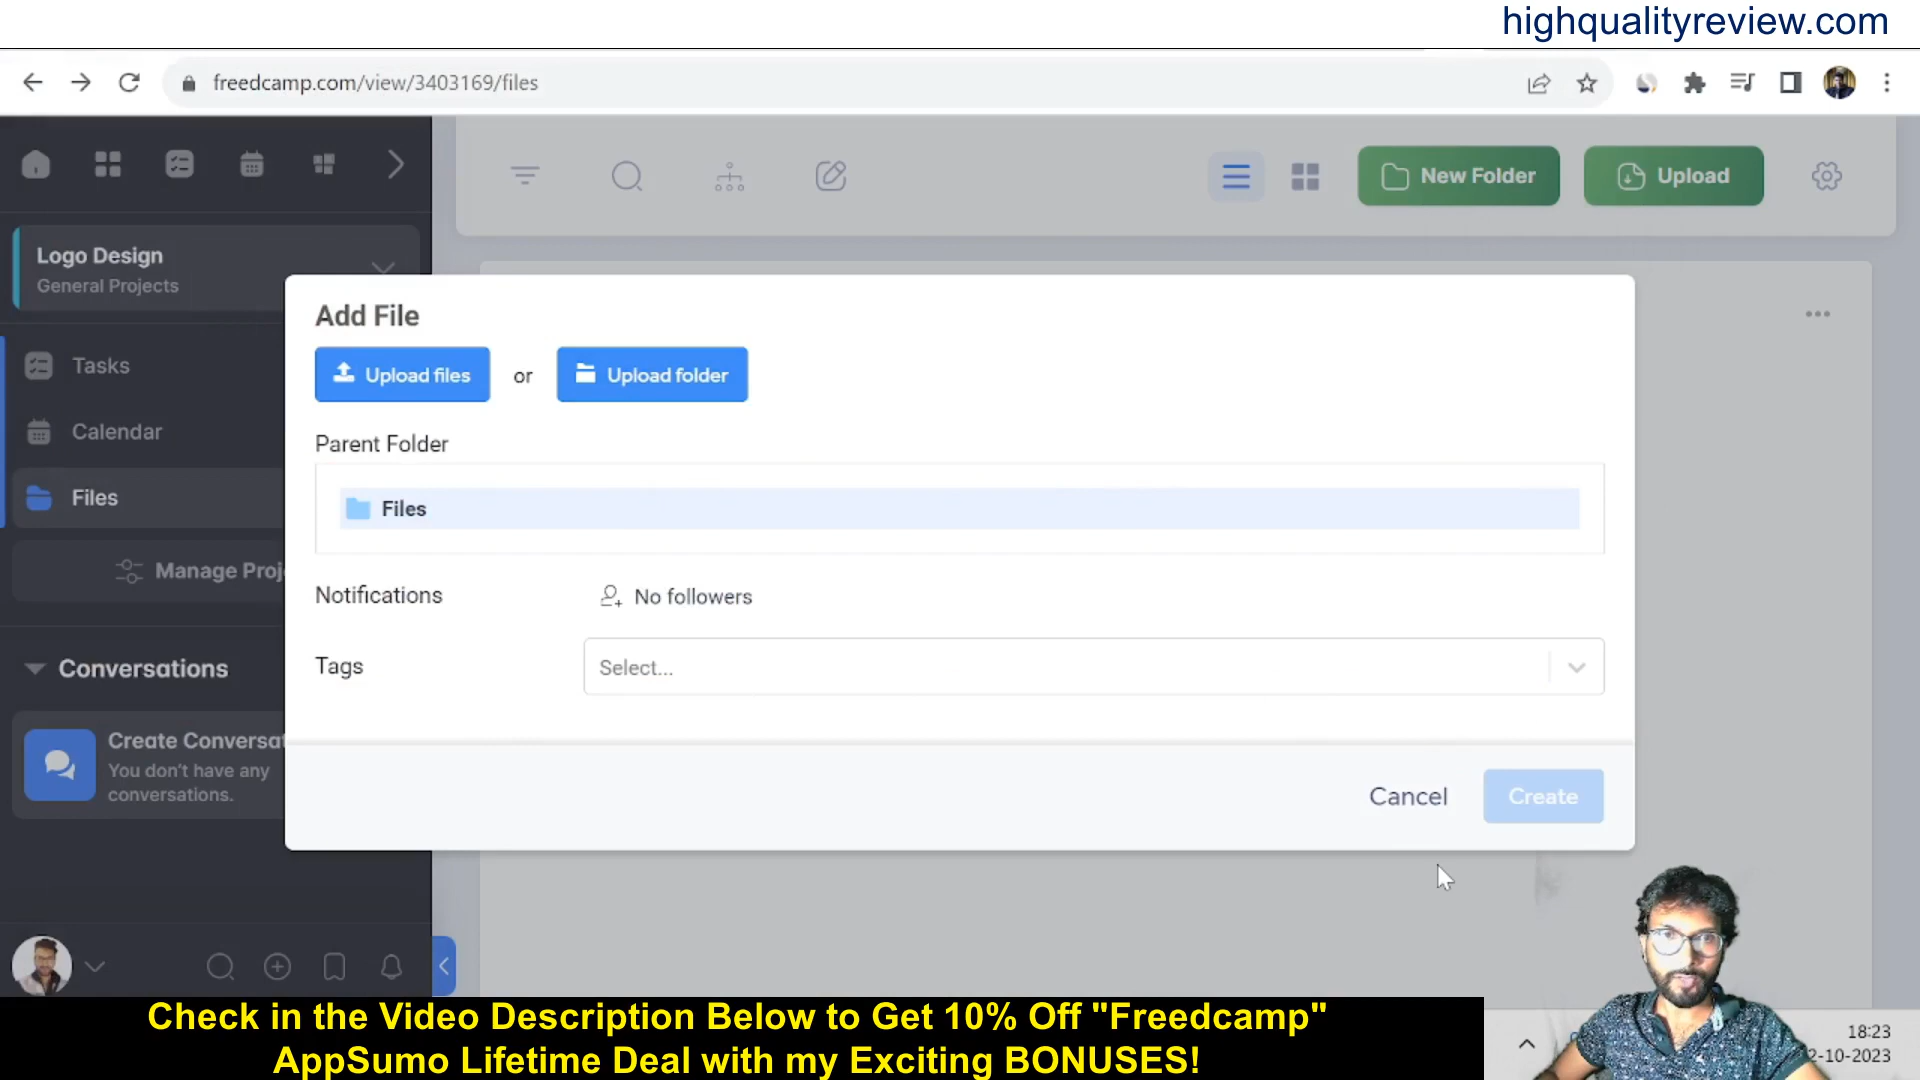 highqualityreview.com
freedcamp.com/view/3403169/files
New Folder
Upload
Logo Design
General Projects
Add File
Upload files
or
Upload folder
Tasks
Calendar
Files
Manage Proj
Parent Folder
Files
Notifications
No followers
Tags
Select...
Conversations
Create Conversat
You don't have any
conversations.
Cancel
Create
Check in the Video Description Below to Get 10% Off "Freedcamp"
AppSumo Lifetime Deal with my Exciting BONUSES!
18:23
2-10-2023